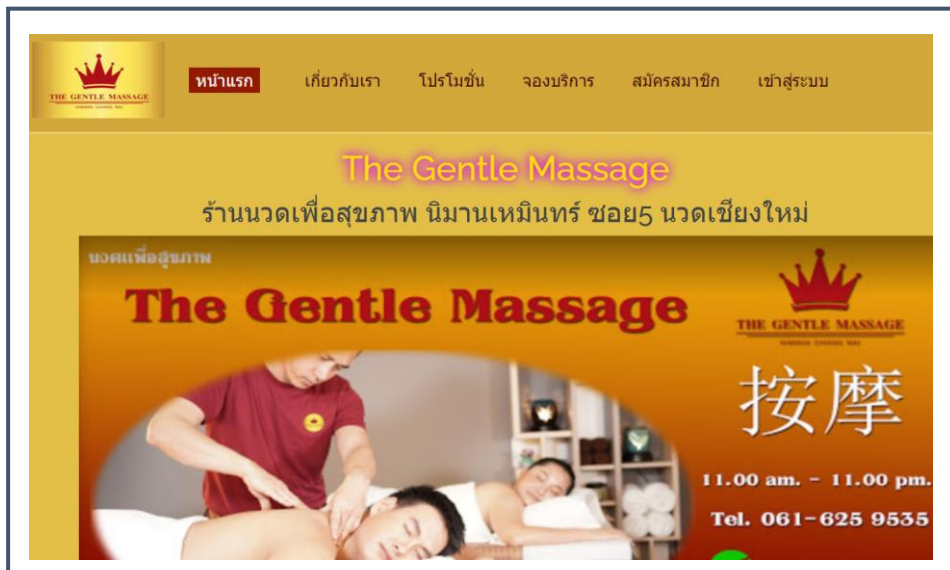 THE GENTLE MASSAGE
หน้าแรก เกี่ยวกับเรา โปรโมชั่น จองบริการ สมัครสมาชิก เข้าสู่ระบบ
The Gentle Massage
ร้านนวดเพื่อสุขภาพ นิมานเหมินทร์ ซอย5 นวดเชียงใหม่
นวดเพื่อสุขภาพ
The Gentle Massage
THE GENTLE MASSAGE
按摩
11.00 am. - 11.00 pm.
Tel. 061-625 9535